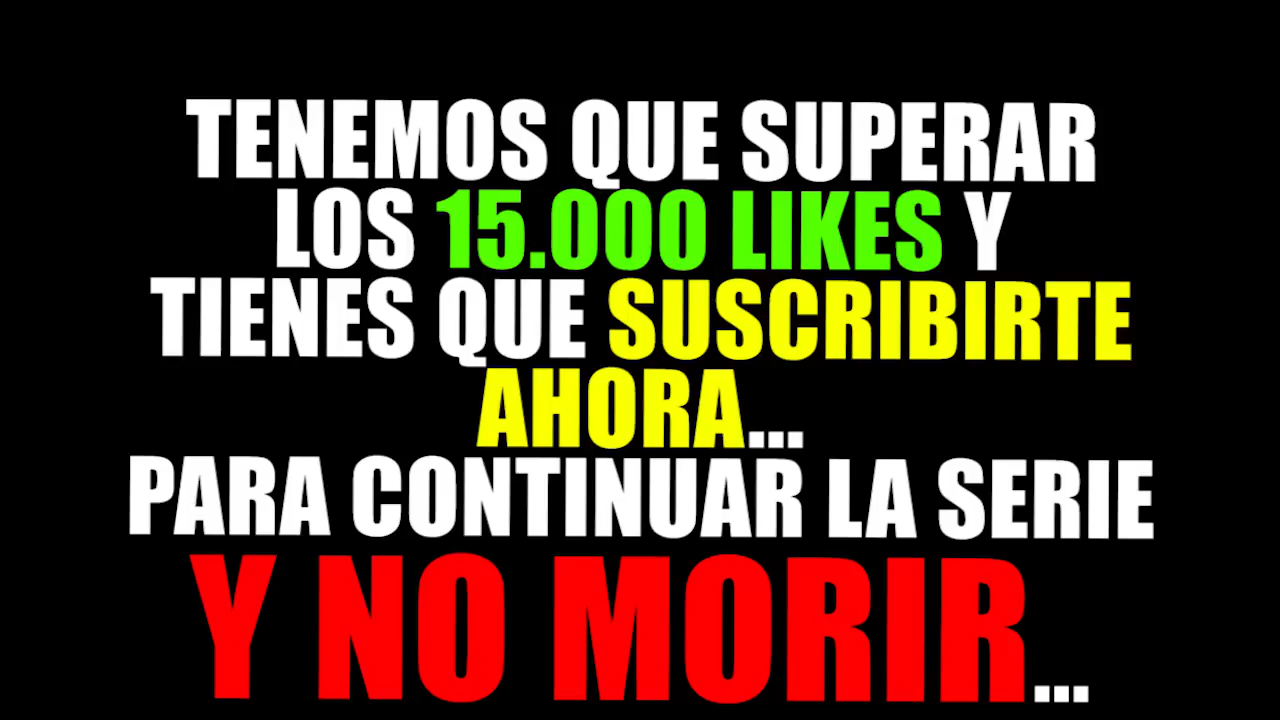 TENEMOS QUE SUPERAR
LOS 15.000 LIKES Y
TIENES QUE SUSCRIBIRTE
AHORA...
PARA CONTINUAR LA SERIE
Y NO MORIR...